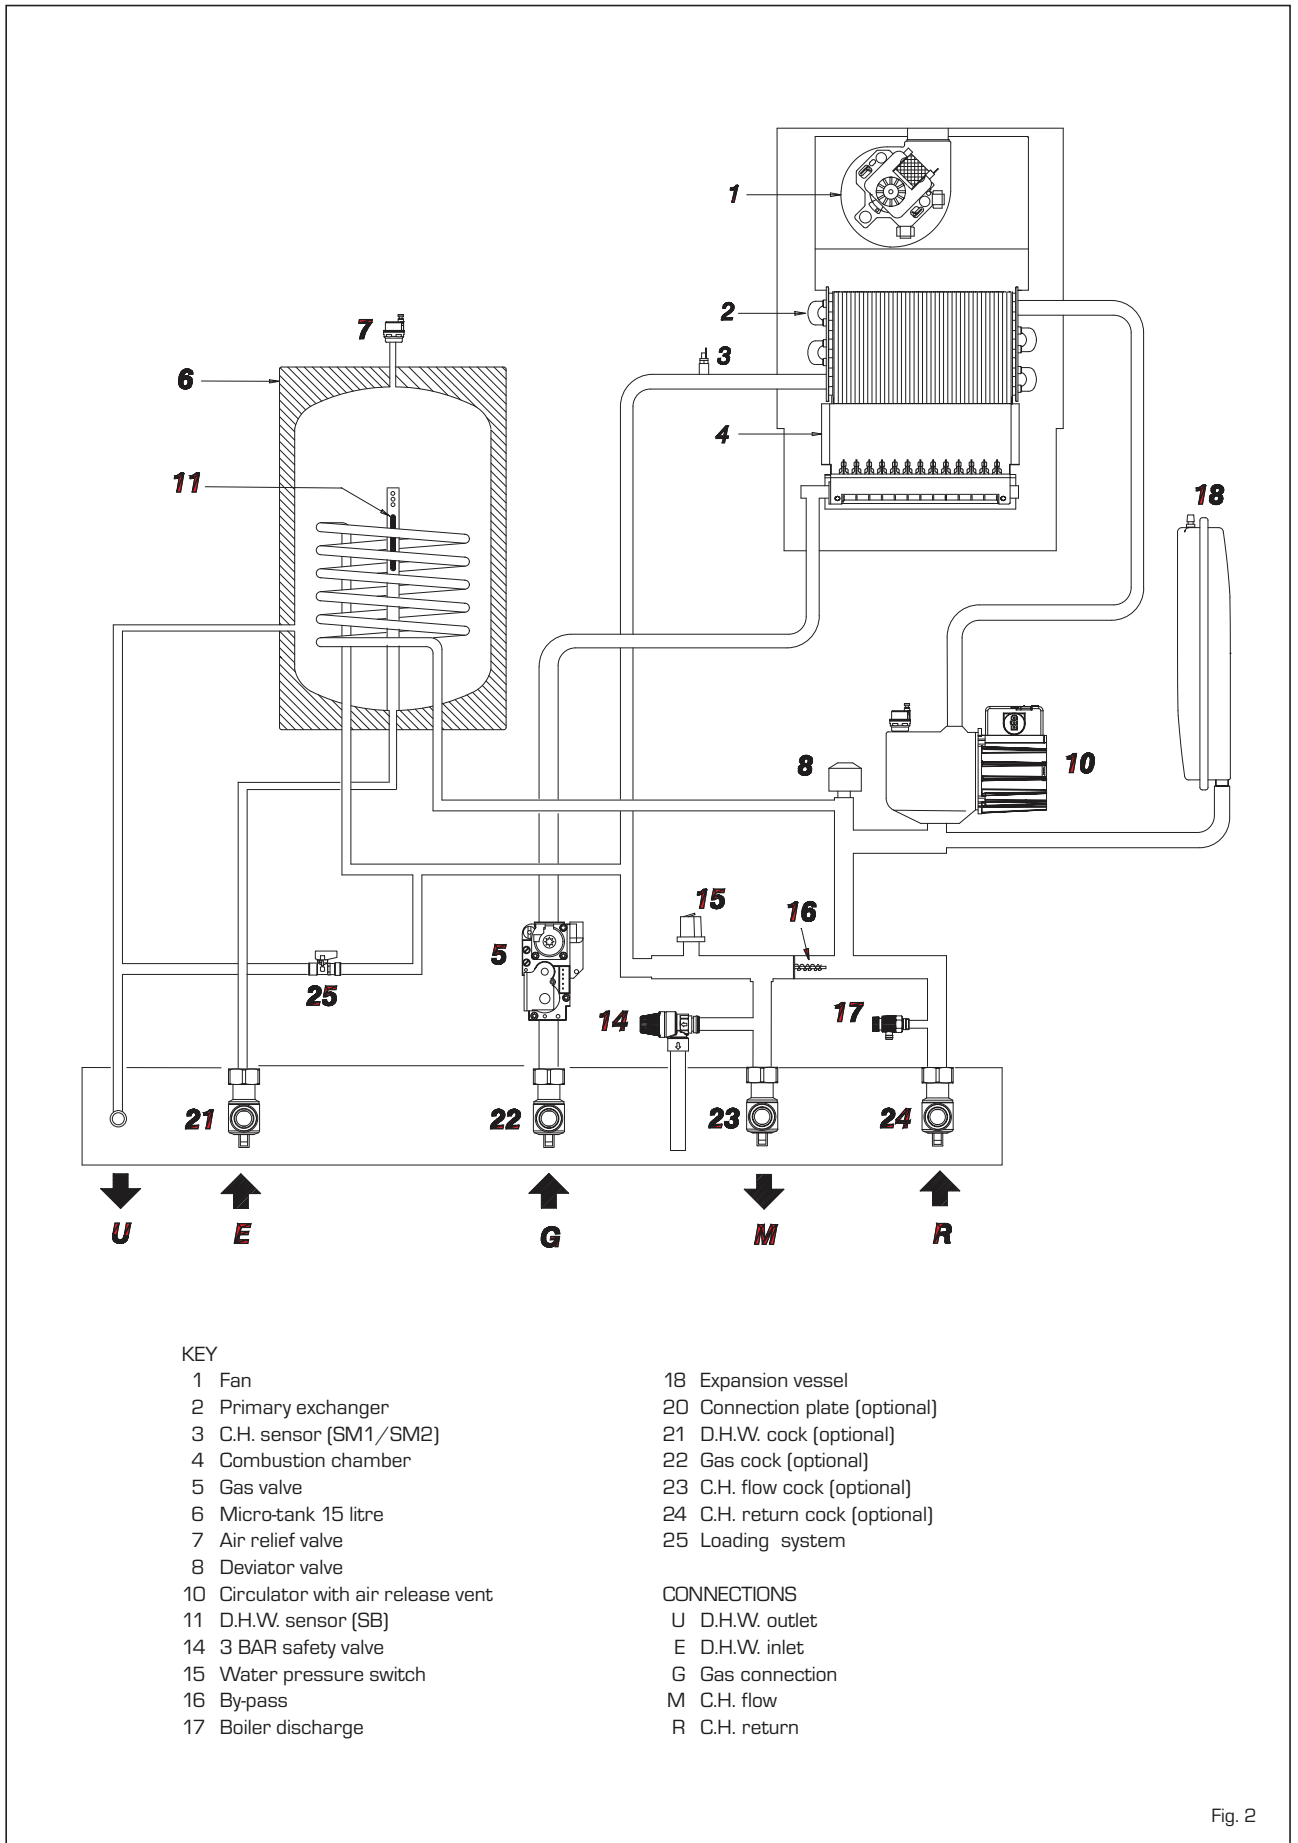 1
2
3
7
6
4
11
18
8
10
15
16
5
25
14
17
21
22
23
24
U
E
G
M
R
KEY
1 Fan
2 Primary exchanger
3 C.H. sensor (SM1/SM2)
4 Combustion chamber
5 Gas valve
6 Micro-tank 15 litre
7 Air relief valve
8 Deviator valve
10 Circulator with air release vent
11 D.H.W. sensor (SB)
14 3 BAR safety valve
15 Water pressure switch
16 By-pass
17 Boiler discharge
18 Expansion vessel
20 Connection plate (optional)
21 D.H.W. cock (optional)
22 Gas cock (optional)
23 C.H. flow cock (optional)
24 C.H. return cock (optional)
25 Loading system
CONNECTIONS
U D.H.W. outlet
E D.H.W. inlet
G Gas connection
M C.H. flow
R C.H. return
Fig. 2